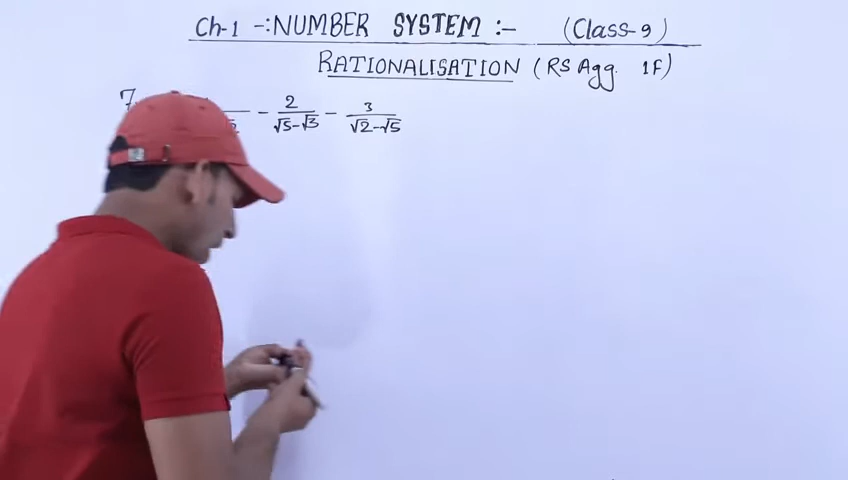 Ch-1 -:NUMBER SYSTEM :- (Class-9)
RATIONALISATION (RS Agg. 1F)
7. - 2/√5-√3 - 3/√2-√5